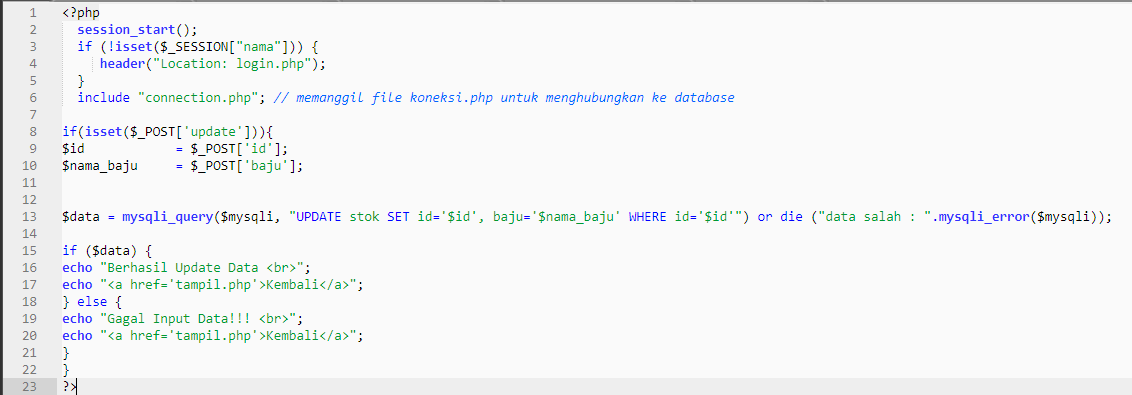 1 <?php
2 session_start();
3 if (!isset($_SESSION["nama"])) {
4 header("Location: login.php");
5 }
6 include "connection.php"; // memanggil file koneksi.php untuk menghubungkan ke database
7
8 if(isset($_POST['update'])){
9 $id = $_POST['id'];
10 $nama_baju = $_POST['baju'];
11
12
13 $data = mysqli_query($mysqli, "UPDATE stok SET id='$id', baju='$nama_baju' WHERE id='$id'") or die ("data salah : ".mysqli_error($mysqli));
14
15 if ($data) {
16 echo "Berhasil Update Data <br>";
17 echo "<a href='tampil.php'>Kembali</a>";
18 } else {
19 echo "Gagal Input Data!!! <br>";
20 echo "<a href='tampil.php'>Kembali</a>";
21 }
22 }
23 ?>